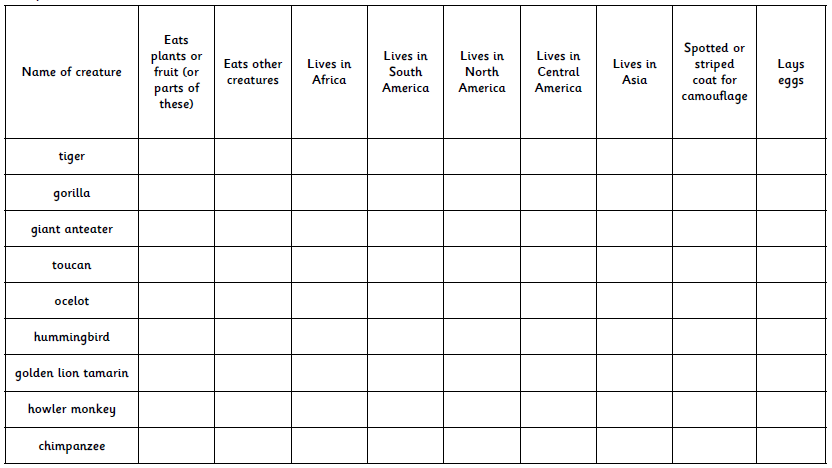 Name of creature
Eats
plants or
fruit (or
parts of
these)
Eats other
creatures
Lives in
Africa
Lives in
South
America
Lives in
North
America
Lives in
Central
America
Lives in
Asia
Spotted or
striped
coat for
camouflage
Lays
eggs
tiger
gorilla
giant anteater
toucan
ocelot
hummingbird
golden lion tamarin
howler monkey
chimpanzee